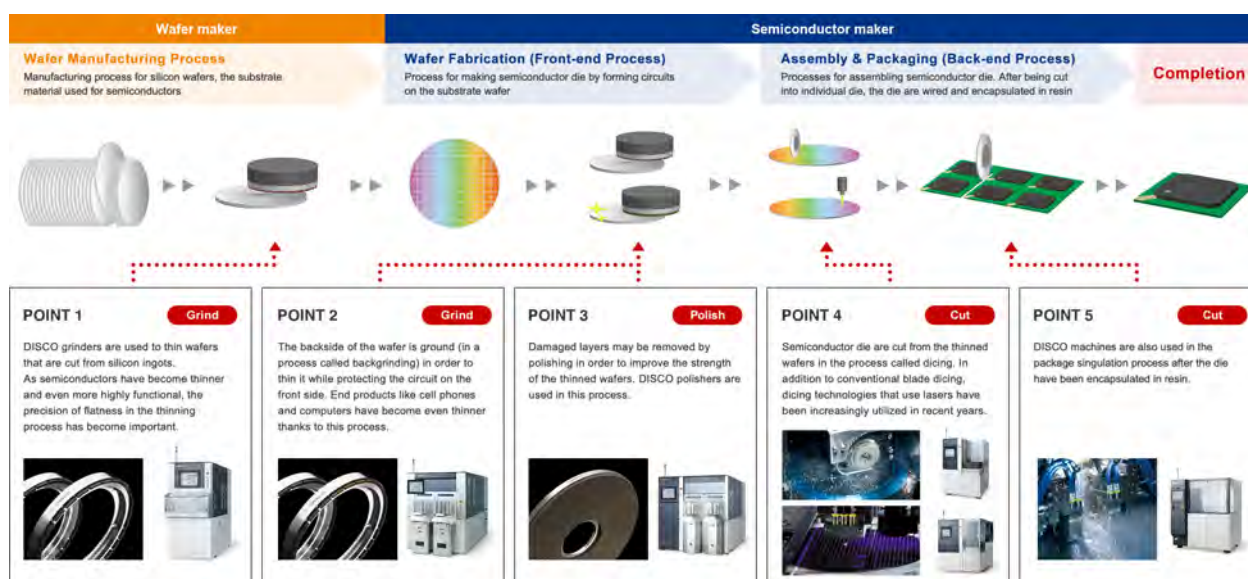 Wafer maker
Semiconductor maker
Wafer Manufacturing Process
Manufacturing process for silicon wafers, the substrate
material used for semiconductors
Wafer Fabrication (Front-end Process)
Process for making semiconductor die by forming circuits
on the substrate wafer
Assembly & Packaging (Back-end Process)
Processes for assembling semiconductor die. After being cut
into individual die, the die are wired and encapsulated in resin
Completion
POINT 1
Grind
DISCO grinders are used to thin wafers
that are cut from silicon ingots.
As semiconductors have become thinner
and even more highly functional, the
precision of flatness in the thinning
process has become important.
POINT 2
Grind
The backside of the wafer is ground (in a
process called backgrinding) in order to
thin it while protecting the circuit on the
front side. End products like cell phones
and computers have become even thinner
thanks to this process.
POINT 3
Polish
Damaged layers may be removed by
polishing in order to improve the strength
of the thinned wafers. DISCO polishers are
used in this process.
POINT 4
Cut
Semiconductor die are cut from the thinned
wafers in the process called dicing. In
addition to conventional blade dicing,
dicing technologies that use lasers have
been increasingly utilized in recent years.
POINT 5
Cut
DISCO machines are also used in the
package singulation process after the die
have been encapsulated in resin.